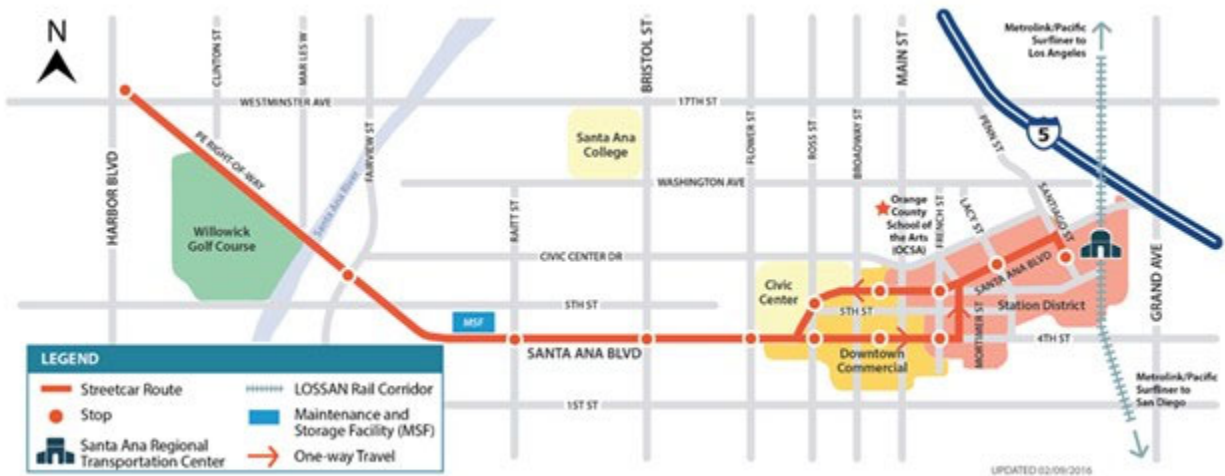 N
HARBOR BLVD
CLINTON ST
WESTMINSTER AVE
FAIRVIEW ST
PE RIGHT-OF-WAY
Santa Ana River
Willowick
Golf Course
BRISTOL ST
17TH ST
Santa Ana
College
FLOWER ST
ROSS ST
BROADWAY ST
MAIN ST
WASHINGTON AVE
PENN ST
5
Metrolink/Pacific
Surfliner to
Los Angeles
SANTIAGO ST
LACY ST
FRENCH ST
Orange
County
School of
the Arts
(OCSA)
RAITT ST
CIVIC CENTER DR
5TH ST
Civic
Center
5TH ST
SANTA ANA BLVD
Station District
GRAND AVE
MSF
SANTA ANA BLVD
Downtown
Commercial
MORTIMER ST
4TH ST
1ST ST
Metrolink/Pacific
Surfliner to
San Diego
LEGEND
Streetcar Route
Stop
Santa Ana Regional
Transportation Center
LOSSAN Rail Corridor
Maintenance and
Storage Facility (MSF)
One-way Travel
UPDATED 02/09/2016